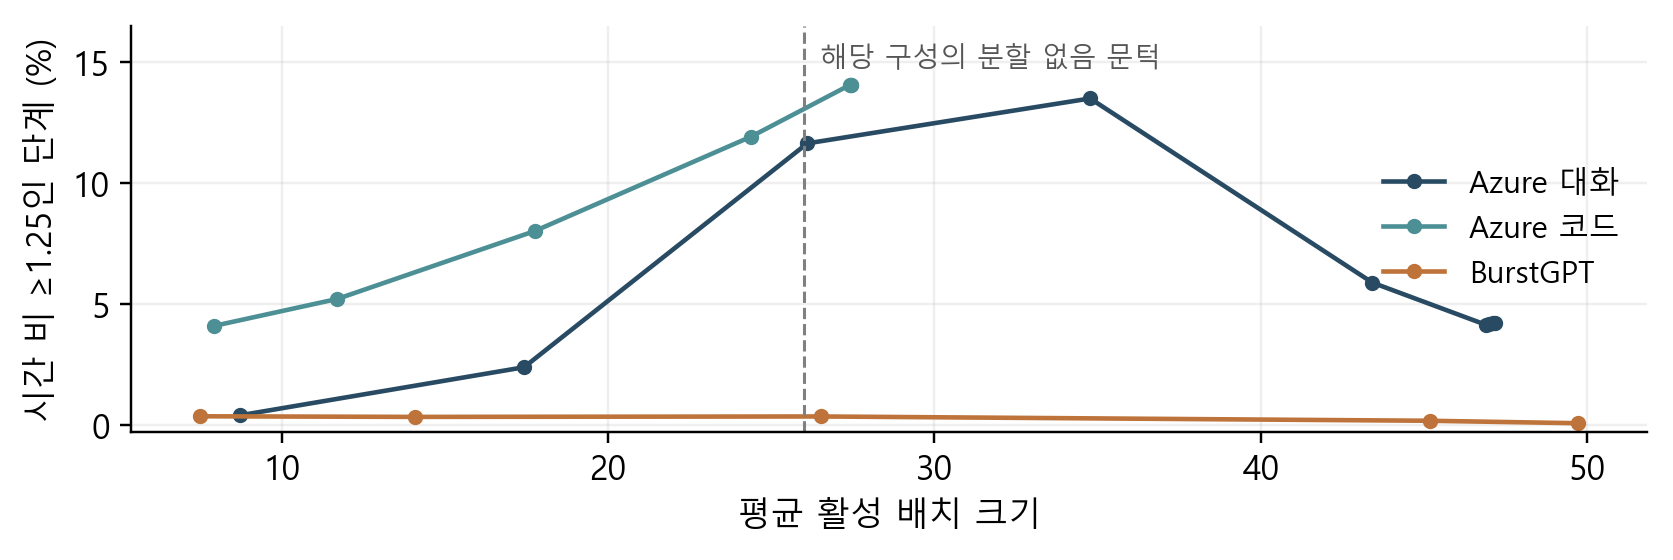 시간 비 ≥1.25인 단계 (%)
15
10
5
0
해당 구성의 분할 없음 문턱
Azure 대화
Azure 코드
BurstGPT
10 20 30 40 50
평균 활성 배치 크기